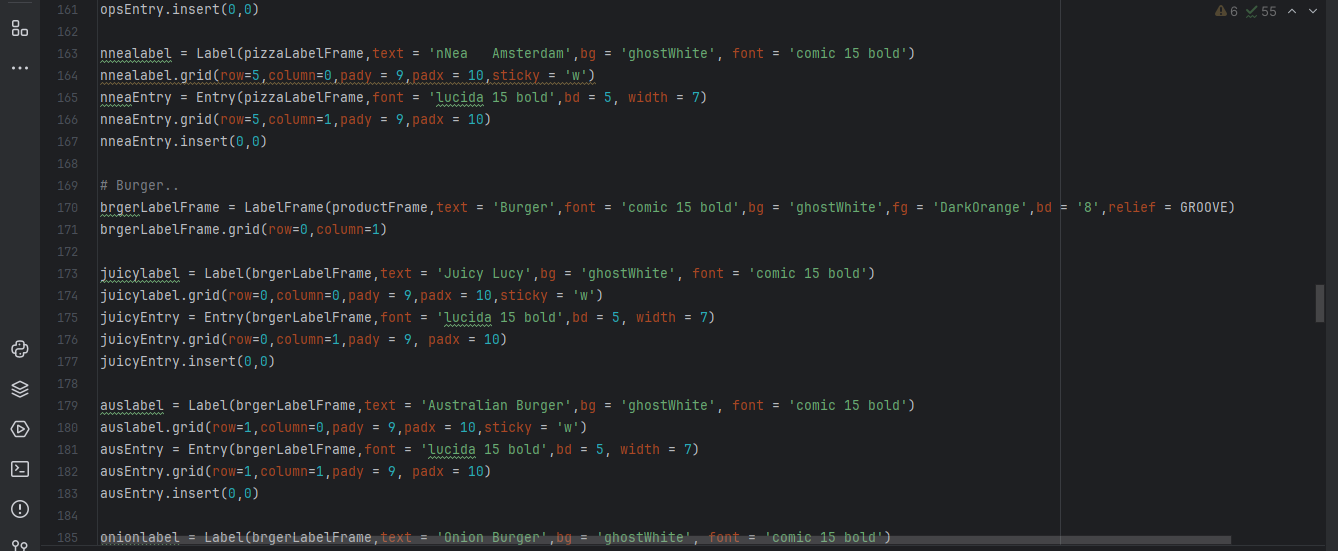 161 opsEntry.insert(0,0)
6 55
162
163 nnealabel = Label(pizzaLabelFrame,text = 'nNea   Amsterdam',bg = 'ghostWhite', font = 'comic 15 bold')
164 nnealabel.grid(row=5,column=0,pady = 9,padx = 10,sticky = 'w')
165 nneaEntry = Entry(pizzaLabelFrame,font = 'lucida 15 bold',bd = 5, width = 7)
166 nneaEntry.grid(row=5,column=1,pady = 9,padx = 10)
167 nneaEntry.insert(0,0)
168
169 # Burger..
170 brgerLabelFrame = LabelFrame(productFrame,text = 'Burger',font = 'comic 15 bold',bg = 'ghostWhite',fg = 'DarkOrange',bd = '8',relief = GROOVE)
171 brgerLabelFrame.grid(row=0,column=1)
172
173 juicylabel = Label(brgerLabelFrame,text = 'Juicy Lucy',bg = 'ghostWhite', font = 'comic 15 bold')
174 juicylabel.grid(row=0,column=0,pady = 9,padx = 10,sticky = 'w')
175 juicyEntry = Entry(brgerLabelFrame,font = 'lucida 15 bold',bd = 5, width = 7)
176 juicyEntry.grid(row=0,column=1,pady = 9, padx = 10)
177 juicyEntry.insert(0,0)
178
179 auslabel = Label(brgerLabelFrame,text = 'Australian Burger',bg = 'ghostWhite', font = 'comic 15 bold')
180 auslabel.grid(row=1,column=0,pady = 9,padx = 10,sticky = 'w')
181 ausEntry = Entry(brgerLabelFrame,font = 'lucida 15 bold',bd = 5, width = 7)
182 ausEntry.grid(row=1,column=1,pady = 9, padx = 10)
183 ausEntry.insert(0,0)
184
185 onionlabel = Label(brgerLabelFrame,text = 'Onion Burger',bg = 'ghostWhite', font = 'comic 15 bold')